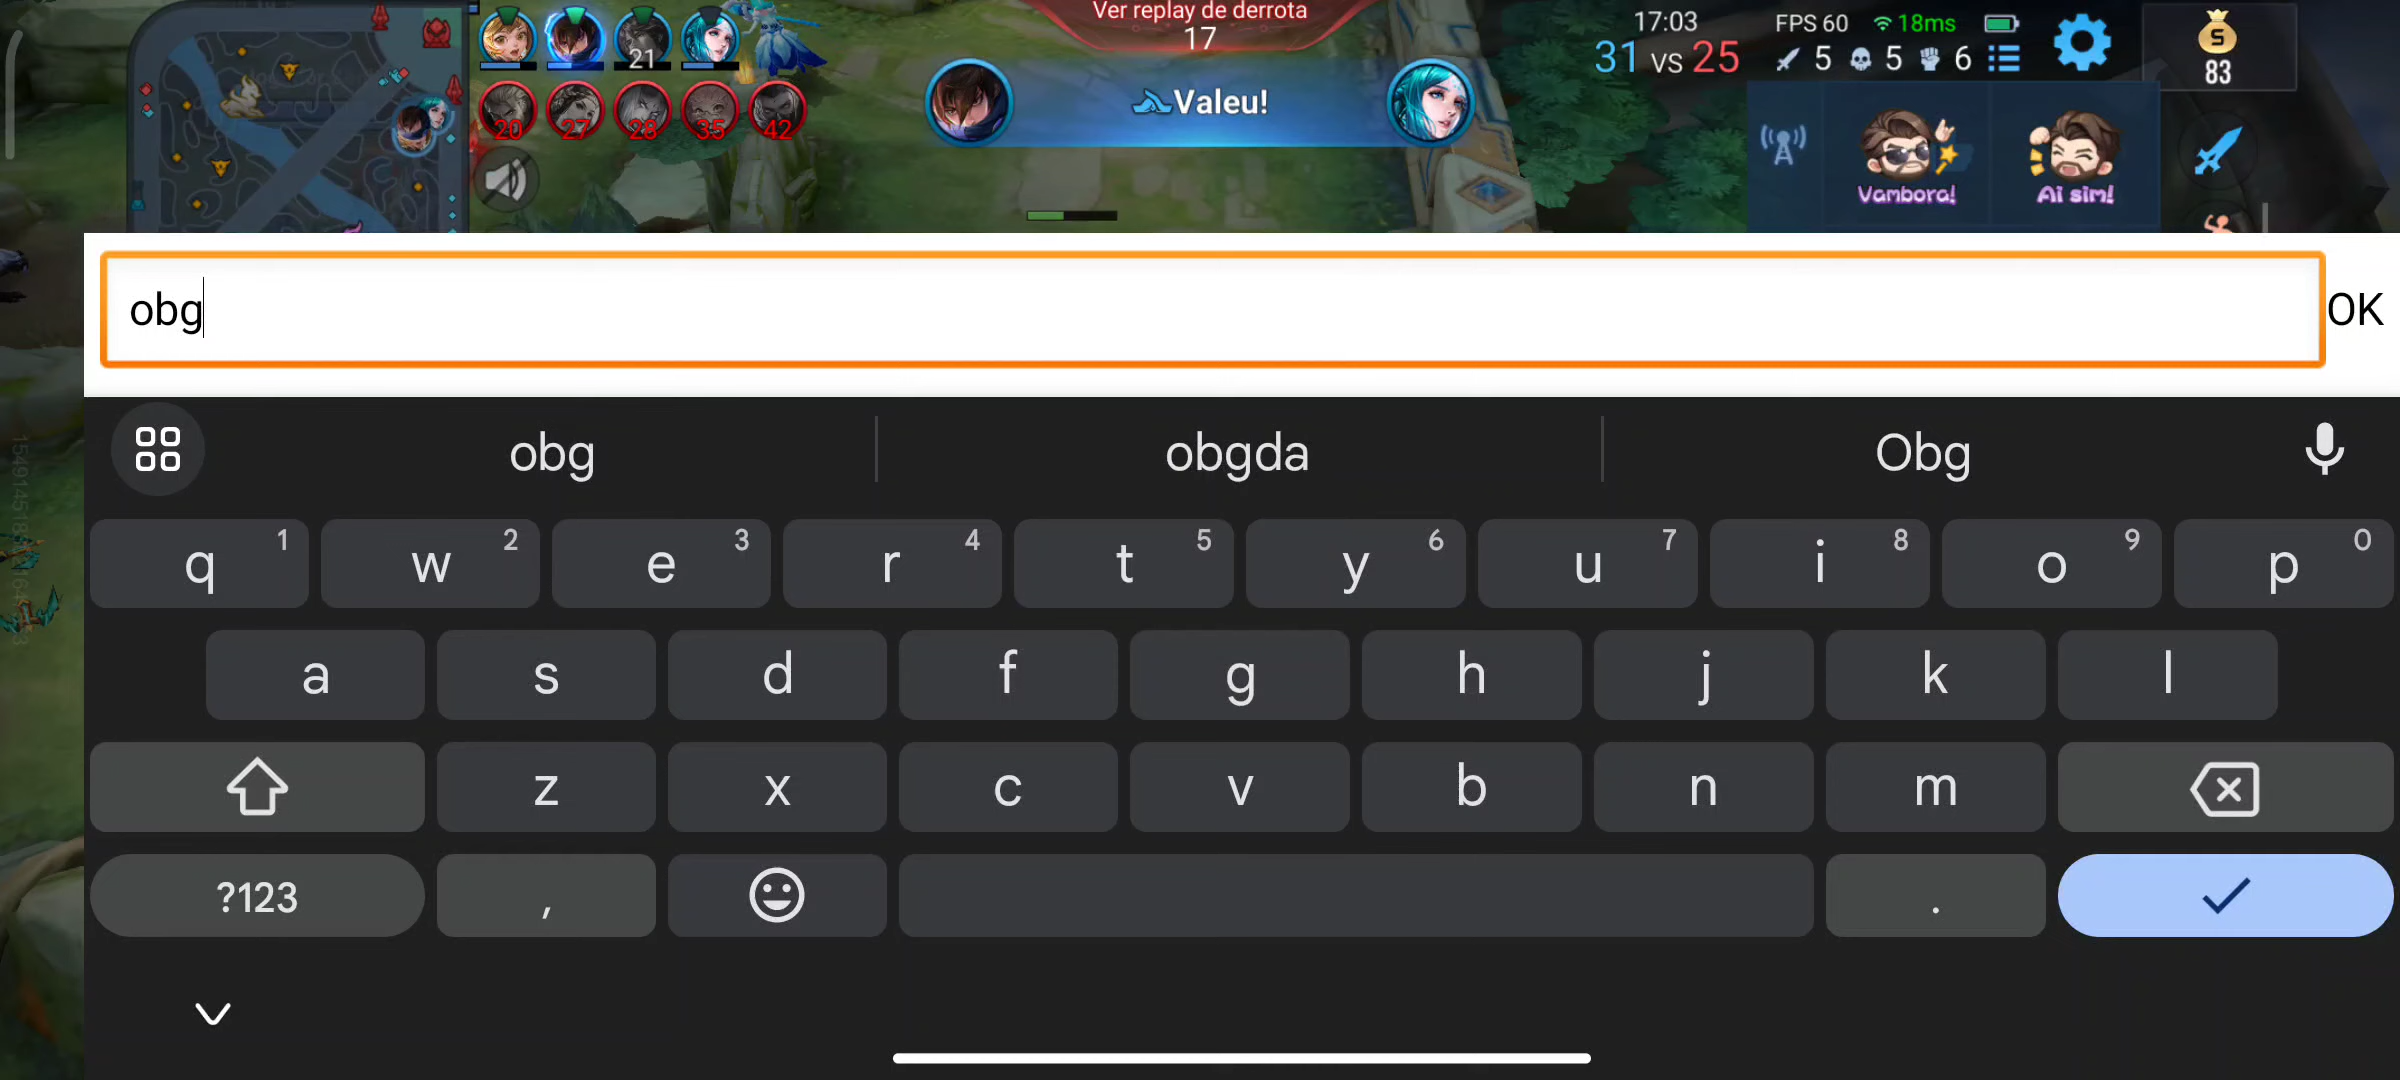 Ver replay de derrota
17
17:03
FPS 60
18ms
31 vs 25
5
5
6
83
21
20
27
28
35
42
Valeu!
Vambora!
Ai sim!
obg
OK
obg
obgda
Obg
q 1 w 2 e 3 r 4 t 5 y 6 u 7 i 8 o 9 p 0
a s d f g h j k l
z x c v b n m
?123 , .